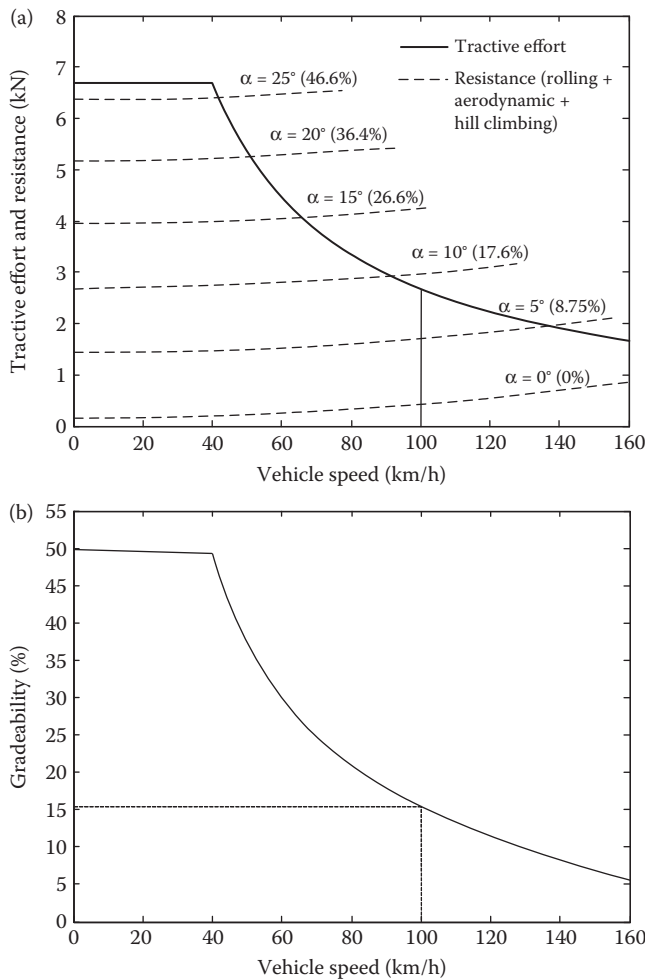 (a)
8
7
6
5
4
3
2
1
0
Tractive effort and resistance (kN)
Tractive effort
Resistance (rolling +
aerodynamic +
hill climbing)
α = 25° (46.6%)
α = 20° (36.4%)
α = 15° (26.6%)
α = 10° (17.6%)
α = 5° (8.75%)
α = 0° (0%)
0 20 40 60 80 100 120 140 160
Vehicle speed (km/h)
(b)
55
50
45
40
35
30
25
20
15
10
5
0
Gradeability (%)
0 20 40 60 80 100 120 140 160
Vehicle speed (km/h)